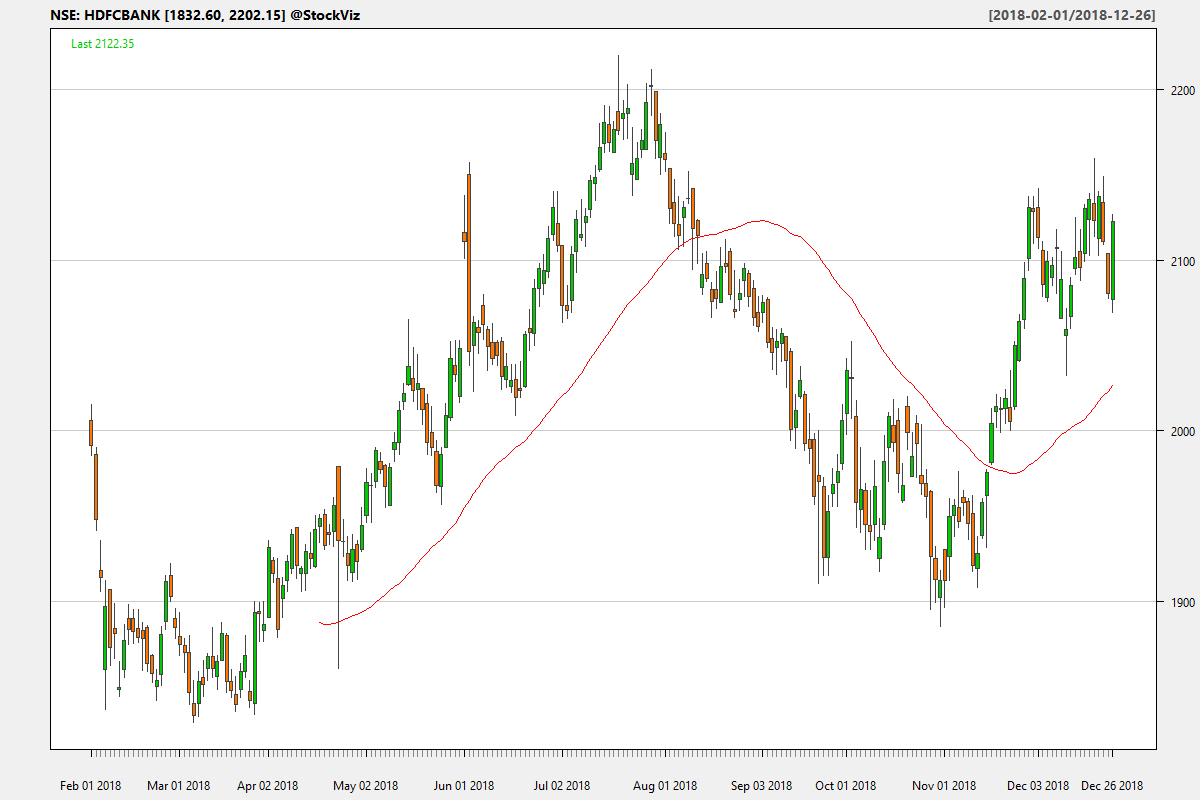 NSE: HDFCBANK [1832.60, 2202.15] @StockViz [2018-02-01/2018-12-26]
Last 2122.35
2200
2100
2000
1900
Feb 01 2018 Mar 01 2018 Apr 02 2018 May 02 2018 Jun 01 2018 Jul 02 2018 Aug 01 2018 Sep 03 2018 Oct 01 2018 Nov 01 2018 Dec 03 2018 Dec 26 2018